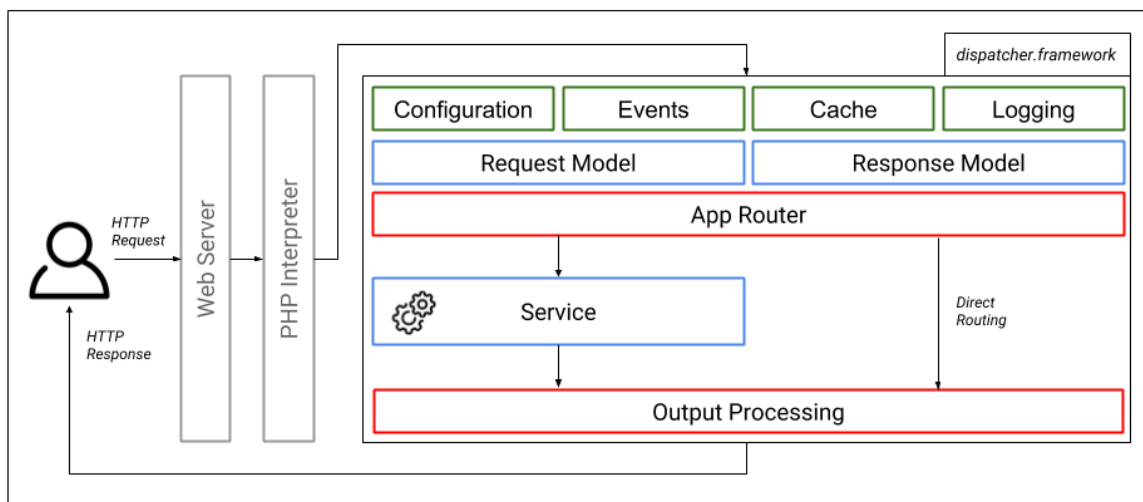 dispatcher.framework
Configuration
Events
Cache
Logging
Request Model
Response Model
App Router
HTTP
Request
Web Server
PHP Interpreter
Service
Direct
Routing
HTTP
Response
Output Processing